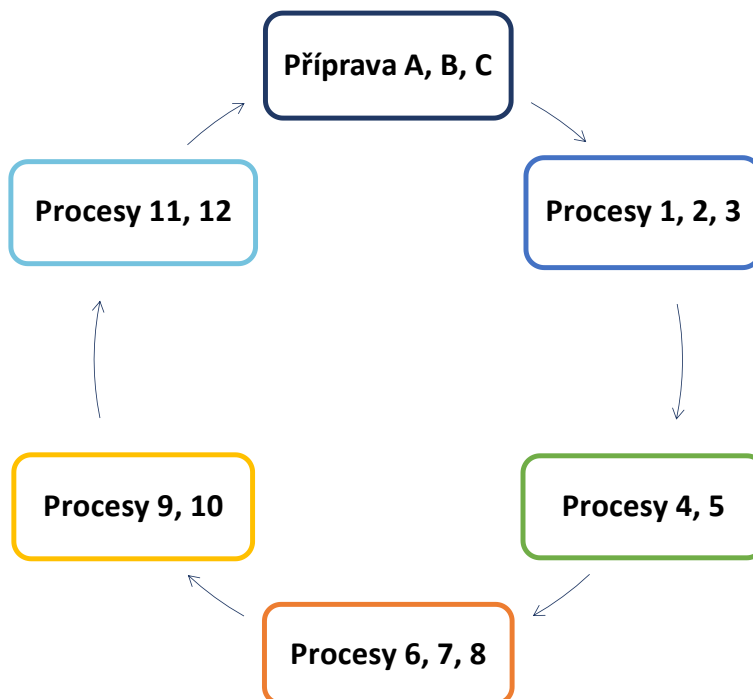 Příprava A, B, C
Procesy 1, 2, 3
Procesy 4, 5
Procesy 6, 7, 8
Procesy 9, 10
Procesy 11, 12